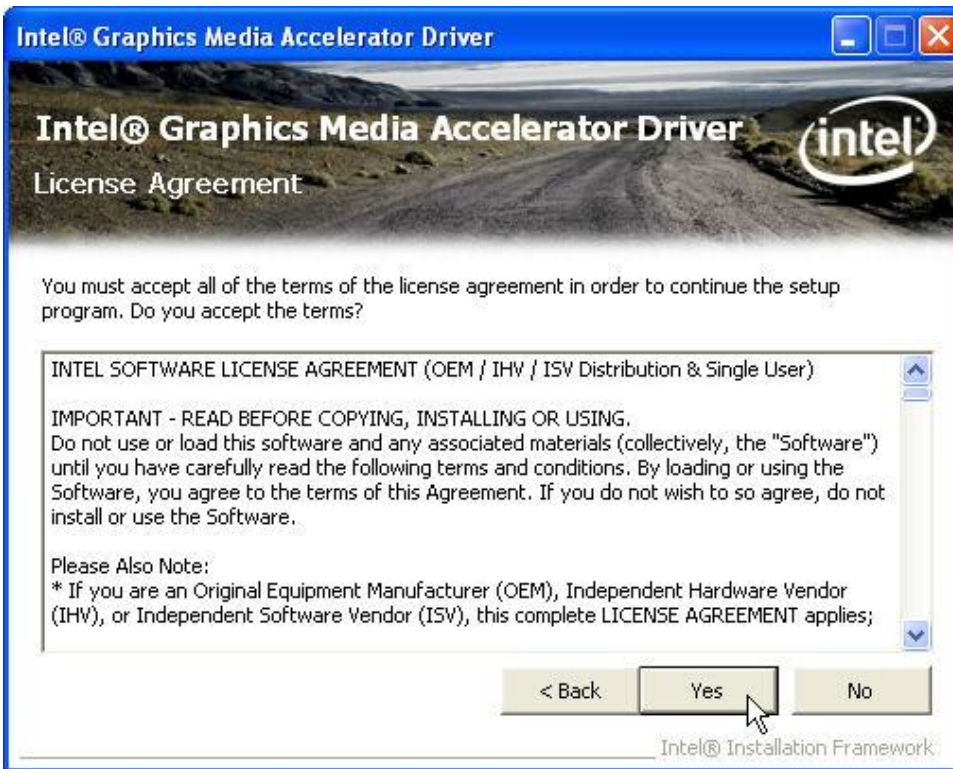 Intel® Graphics Media Accelerator Driver
Intel® Graphics Media Accelerator Driver
intel
License Agreement
You must accept all of the terms of the license agreement in order to continue the setup
program. Do you accept the terms?
INTEL SOFTWARE LICENSE AGREEMENT (OEM / IHV / ISV Distribution & Single User)
IMPORTANT - READ BEFORE COPYING, INSTALLING OR USING.
Do not use or load this software and any associated materials (collectively, the "Software")
until you have carefully read the following terms and conditions. By loading or using the
Software, you agree to the terms of this Agreement. If you do not wish to so agree, do not
install or use the Software.
Please Also Note:
* If you are an Original Equipment Manufacturer (OEM), Independent Hardware Vendor
(IHV), or Independent Software Vendor (ISV), this complete LICENSE AGREEMENT applies;
< Back Yes No
Intel® Installation Framework